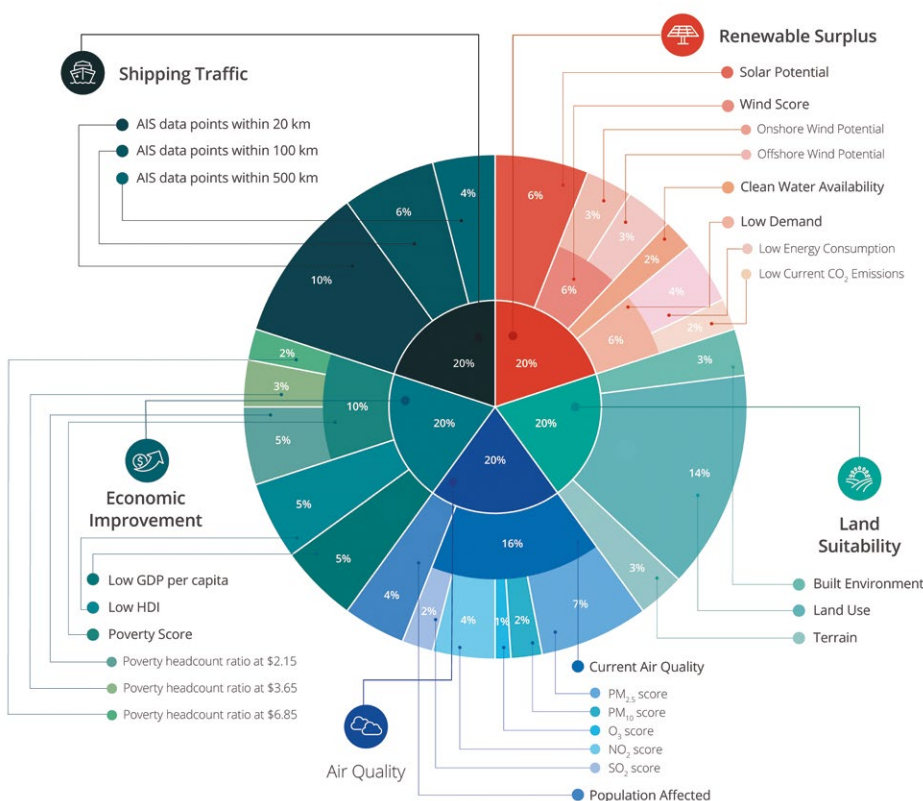 Shipping Traffic
AIS data points within 20 km
AIS data points within 100 km
AIS data points within 500 km
Renewable Surplus
Solar Potential
Wind Score
Onshore Wind Potential
Offshore Wind Potential
Clean Water Availability
Low Demand
Low Energy Consumption
Low Current CO₂ Emissions
4%
6%
6%
3%
3%
10%
2%
4%
6%
2%
6%
20%
20%
2%
3%
3%
10%
20%
20%
5%
20%
14%
5%
16%
5%
3%
4%
2%
4%
1%
2%
7%
Economic
Improvement
Low GDP per capita
Low HDI
Poverty Score
Poverty headcount ratio at $2.15
Poverty headcount ratio at $3.65
Poverty headcount ratio at $6.85
Land
Suitability
Built Environment
Land Use
Terrain
Air Quality
Current Air Quality
PM₂.₅ score
PM₁₀ score
O₃ score
NO₂ score
SO₂ score
Population Affected